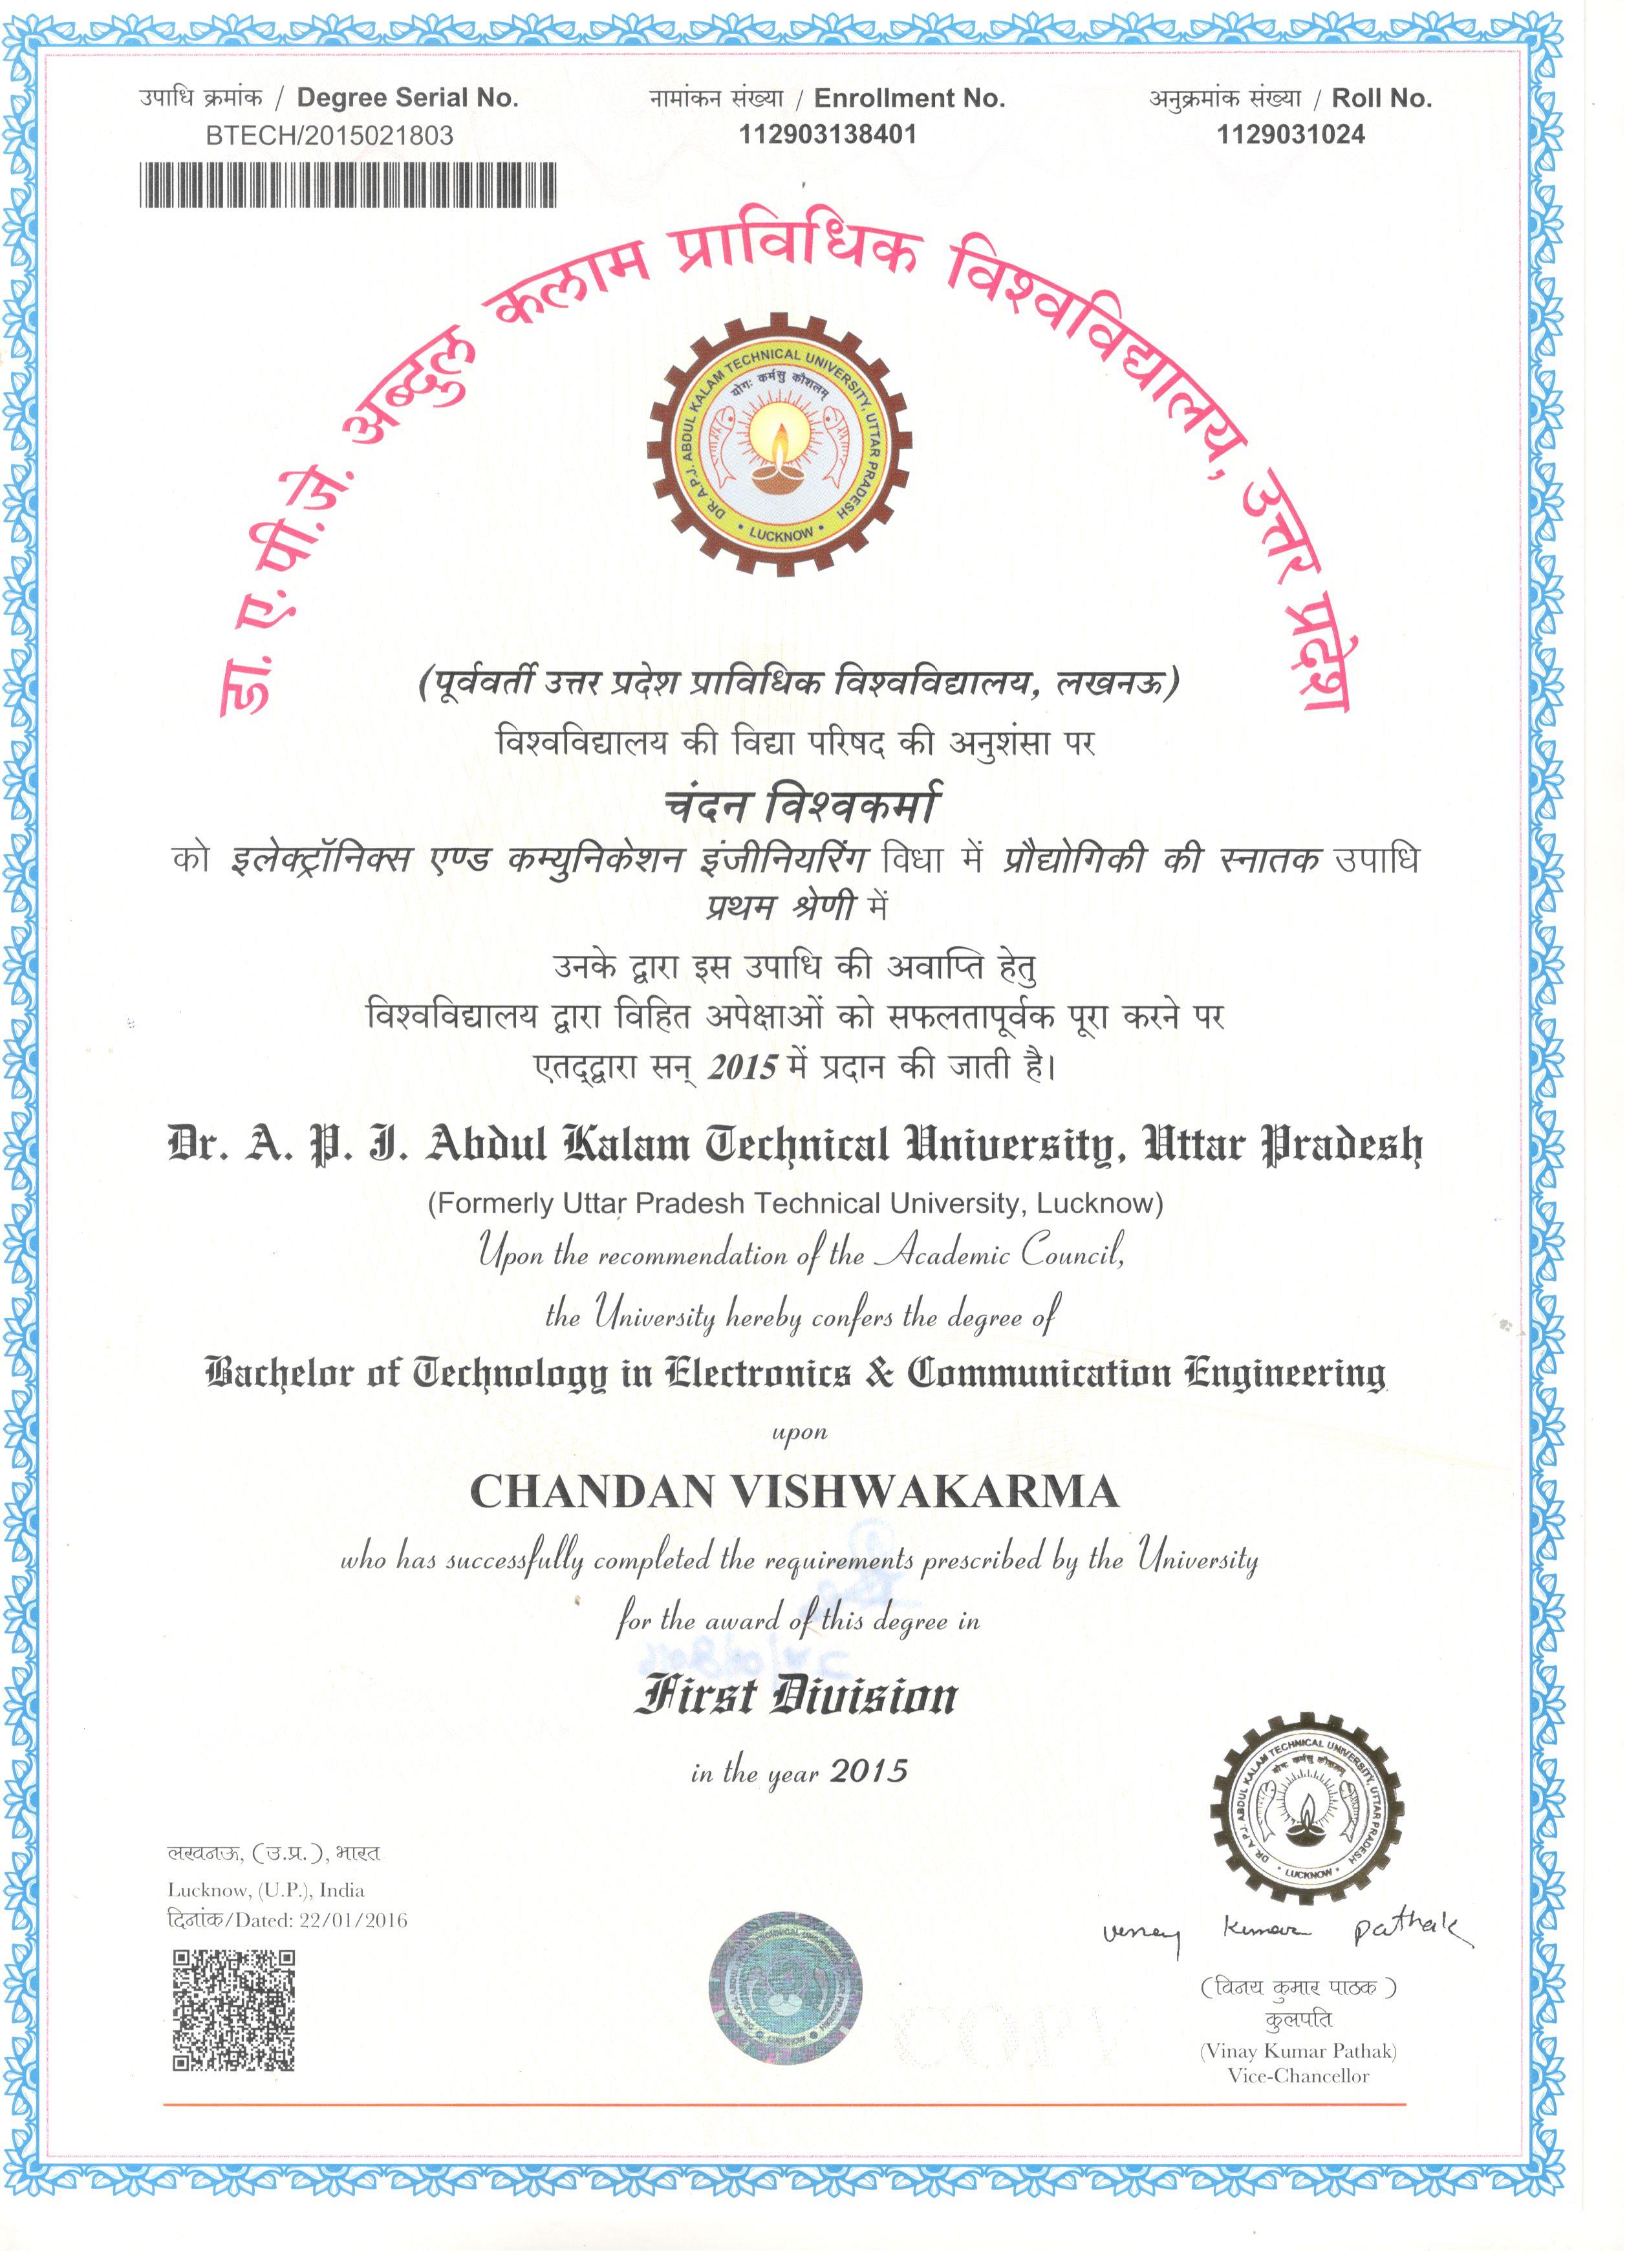 उपाधि क्रमांक / Degree Serial No.
BTECH/2015021803
नामांकन संख्या / Enrollment No.
112903138401
अनुक्रमांक संख्या / Roll No.
1129031024
डा. ए. पी.जे. अब्दुल कलाम प्राविधिक विश्वविद्यालय, उत्तर प्रदेश
DR. A.P.J. ABDUL KALAM TECHNICAL UNIVERSITY, UTTAR PRADESH
योगः कर्मसु कौशलम्
• LUCKNOW •
(पूर्ववर्ती उत्तर प्रदेश प्राविधिक विश्वविद्यालय, लखनऊ)
विश्वविद्यालय की विद्या परिषद की अनुशंसा पर
चंदन विश्वकर्मा
को इलेक्ट्रॉनिक्स एण्ड कम्युनिकेशन इंजीनियरिंग विधा में प्रौद्योगिकी की स्नातक उपाधि
प्रथम श्रेणी में
उनके द्वारा इस उपाधि की अवाप्ति हेतु
विश्वविद्यालय द्वारा विहित अपेक्षाओं को सफलतापूर्वक पूरा करने पर
एतद्द्वारा सन् 2015 में प्रदान की जाती है।
Dr. A. P. J. Abdul Kalam Technical University, Uttar Pradesh
(Formerly Uttar Pradesh Technical University, Lucknow)
Upon the recommendation of the Academic Council,
the University hereby confers the degree of
Bachelor of Technology in Electronics & Communication Engineering
upon
CHANDAN VISHWAKARMA
who has successfully completed the requirements prescribed by the University
for the award of this degree in
First Division
in the year 2015
DR. A.P.J. ABDUL KALAM TECHNICAL UNIVERSITY, UTTAR PRADESH
योगः कर्मसु कौशलम्
• LUCKNOW •
लखनऊ, (उ.प्र.), भारत
Lucknow, (U.P.), India
दिनांक/Dated: 22/01/2016
Vinay Kumar Pathak
(विनय कुमार पाठक )
कुलपति
(Vinay Kumar Pathak)
Vice-Chancellor